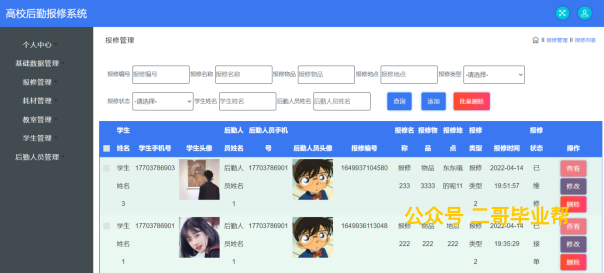 高校后勤报修系统
个人中心
基础数据管理
报修管理
耗材管理
教室管理
学生管理
后勤人员管理
报修管理
报修管理 报修列表
报修编号 报修编号 报修名称 报修名称 报修物品 报修物品 报修地点 报修地点 报修类型 -请选择-
报修状态 -请选择- 学生姓名 学生姓名 后勤人员姓名 后勤人员姓名 查询 添加 批量删除
学生姓名 学生手机号 学生头像 后勤人员姓名 后勤人员手机号 后勤人员头像 报修编号 报修名称 报修物品 报修地点 报修类型 报修时间 报修状态 操作
学生姓名3 17703786903 后勤人员姓名1 17703786901 1649937104580 报修233 物品3333 东东哦的呢11 报修类型2 2022-04-14 19:51:57 已维修 查看 修改 删除
学生姓名1 17703786901 后勤人员姓名1 17703786901 1649936113048 报修222 物品222 地点222 报修类型2 2022-04-14 19:35:29 已接单 查看 修改 删除
公众号 二哥毕业帮